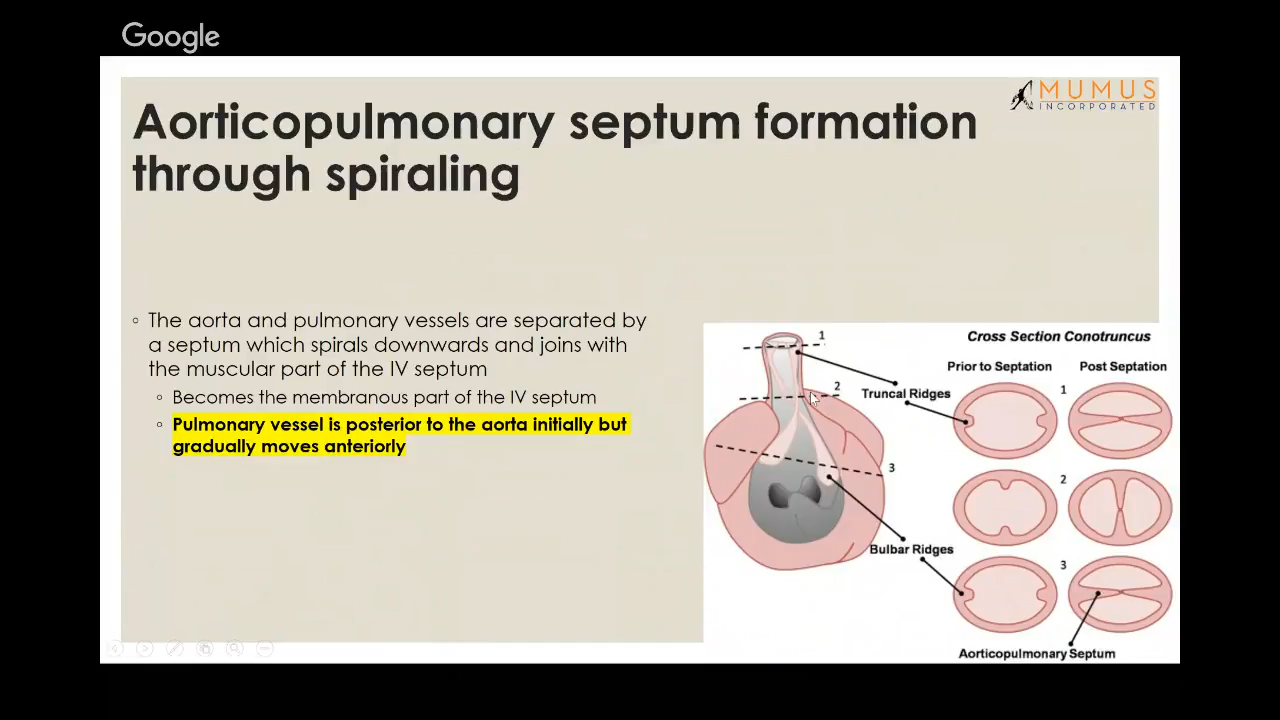 Google
MUMUS
INCORPORATED
Aorticopulmonary septum formation
through spiraling
◦ The aorta and pulmonary vessels are separated by
a septum which spirals downwards and joins with
the muscular part of the IV septum
◦ Becomes the membranous part of the IV septum
◦ Pulmonary vessel is posterior to the aorta initially but
gradually moves anteriorly
Cross Section Conotruncus
Prior to Septation
Post Septation
1
2
3
Truncal Ridges
Bulbar Ridges
1
2
3
Aorticopulmonary Septum